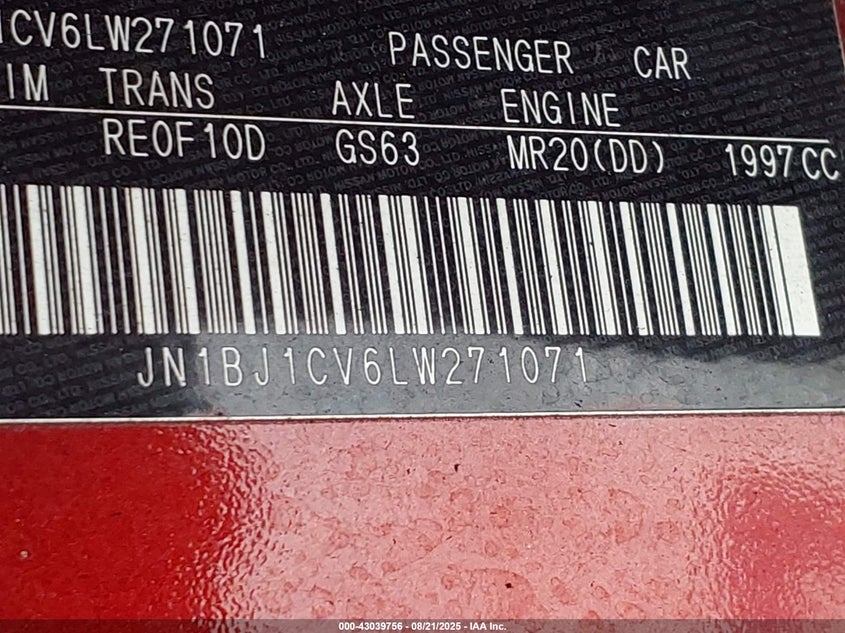 1CV6LW271071 PASSENGER CAR
IM TRANS AXLE ENGINE
RE0F10D GS63 MR20(DD) 1997CC
JN1BJ1CV6LW271071
000-43039756 - 08/21/2025 - IAA Inc.